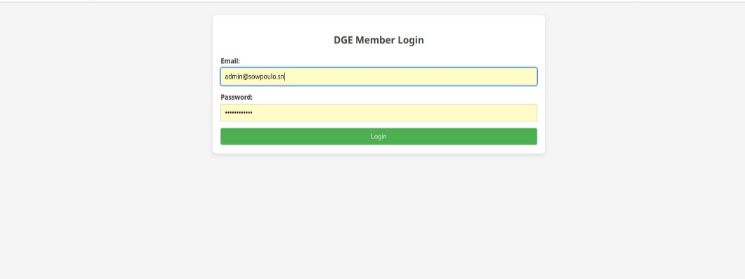 DGE Member Login
Email:
admin@sowpoulo.sn
Password:
••••••••••••
Login